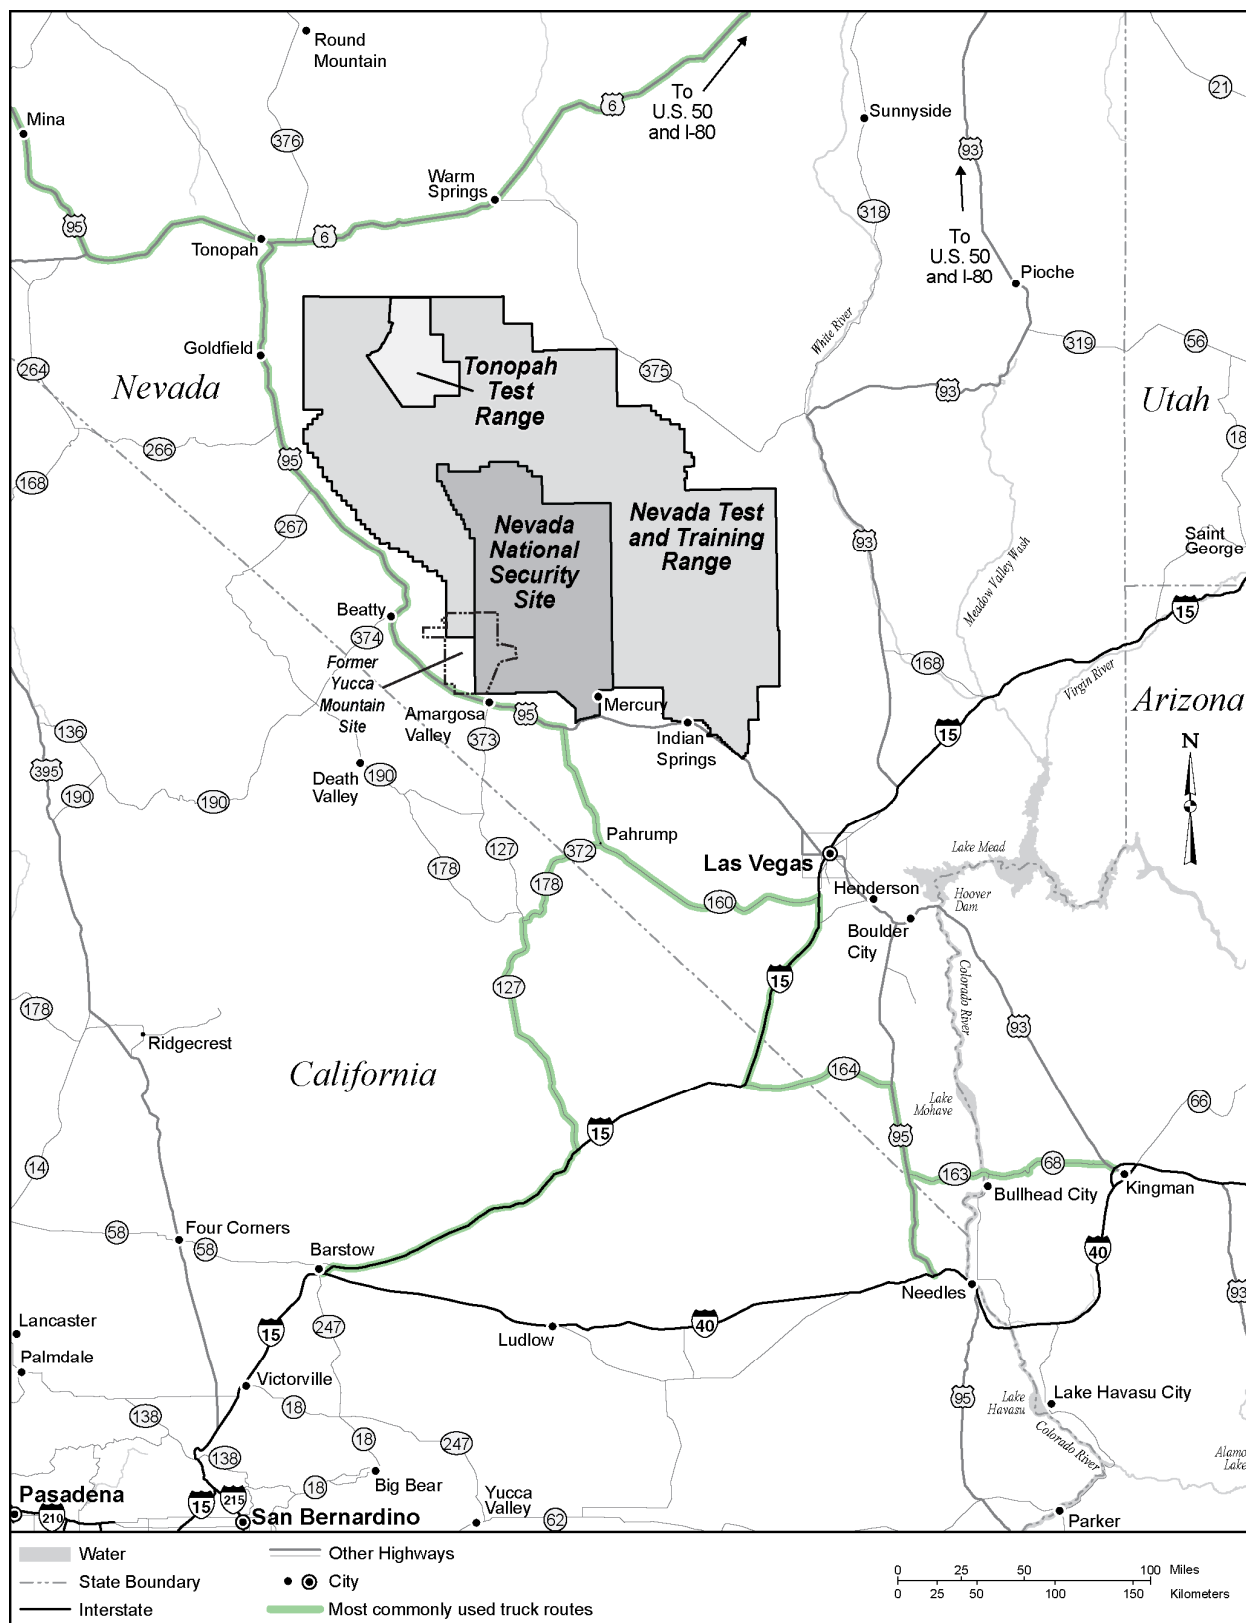 Round
Mountain
To
U.S. 50
and I-80
6
21
Sunnyside
Mina
376
93
Warm
Springs
318
95
6
Tonopah
To
U.S. 50
and I-80
Pioche
White River
319
56
Goldfield
264
Nevada
Tonopah
Test
Range
375
93
Utah
266
95
18
168
267
Nevada
National
Security
Site
Nevada Test
and Training
Range
93
Saint
George
Meadow Valley Wash
15
Beatty
374
Former
Yucca
Mountain
Site
168
Virgin River
Amargosa
Valley
95
Mercury
Arizona
136
373
Indian
Springs
15
N
395
Death
Valley
190
190
190
Pahrump
372
127
178
178
Las Vegas
Lake Mead
160
Henderson
Hoover
Dam
Boulder
City
127
15
Colorado River
178
93
Ridgecrest
California
164
Lake
Mohave
66
15
95
14
163
68
Bullhead City
Kingman
58
Four Corners
58
Barstow
40
Needles
93
Lancaster
15
247
Ludlow
40
Palmdale
Victorville
18
95
Lake
Havasu
Lake Havasu City
138
138
18
247
Colorado River
Alamo
Lake
18
Big Bear
Pasadena
210
15
215
San Bernardino
Yucca
Valley
62
Parker
Water
Other Highways
State Boundary
City
Interstate
Most commonly used truck routes
0 25 50 100 Miles
0 25 50 100 150 Kilometers